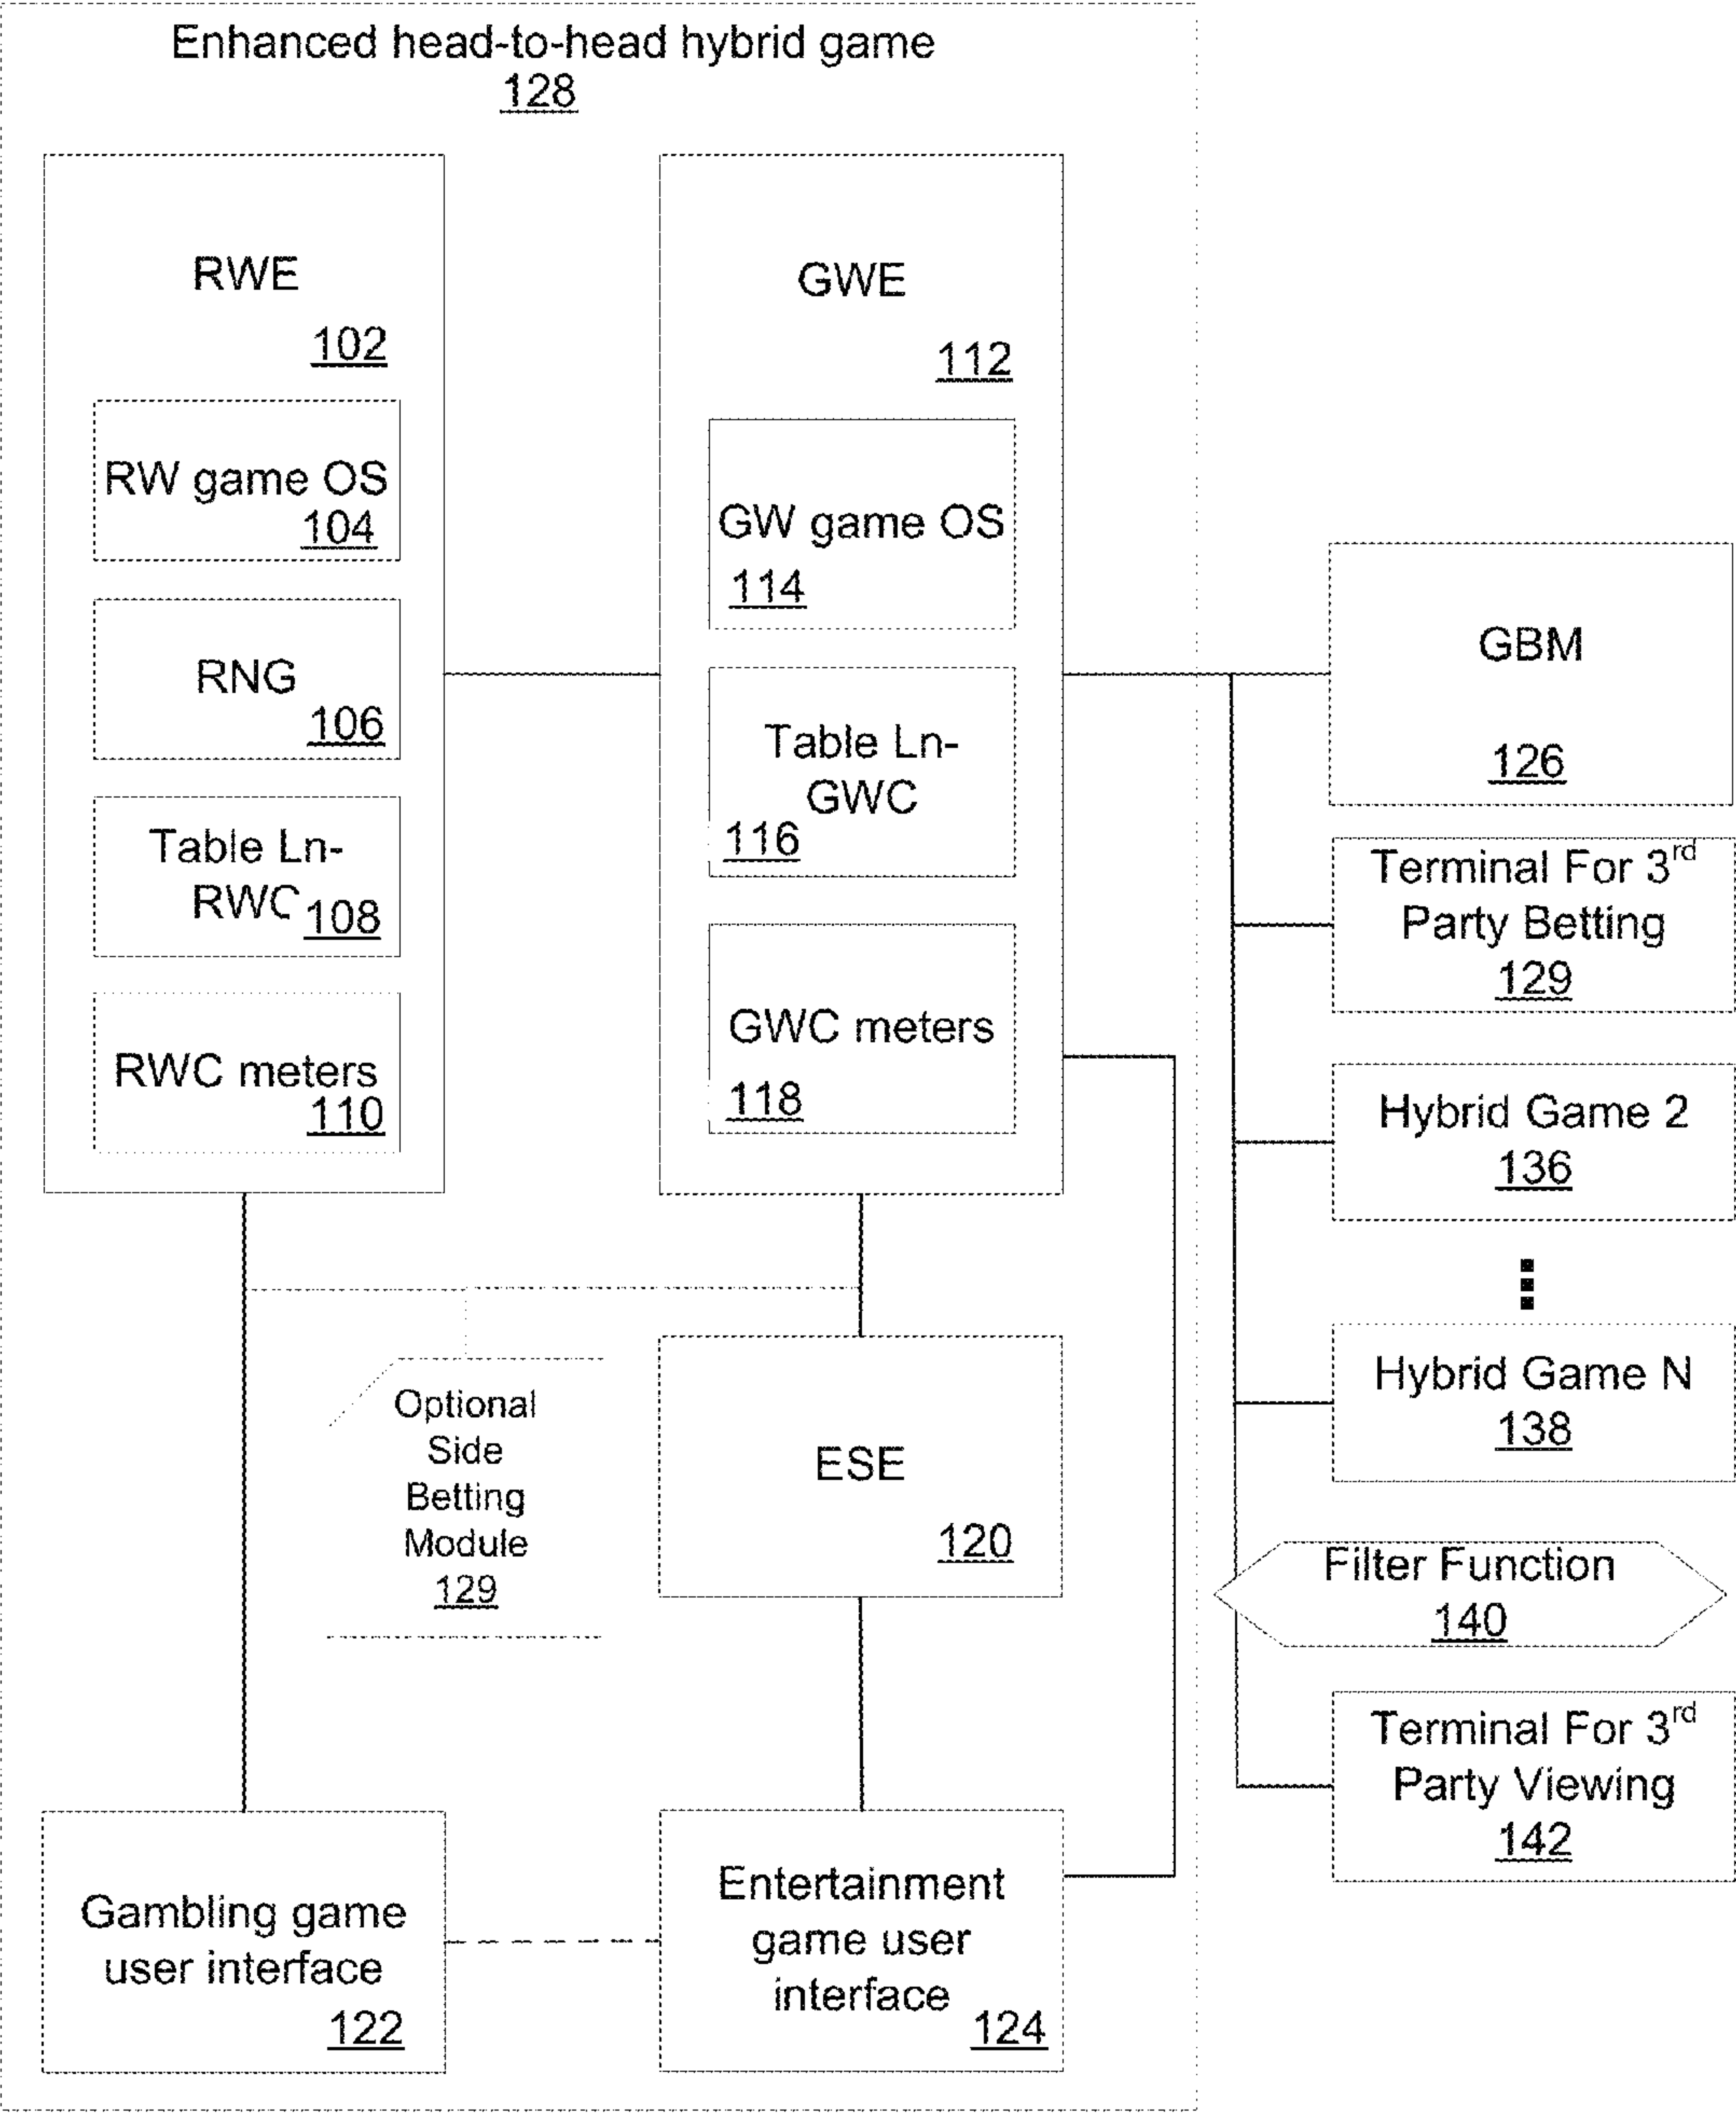 Enhanced head-to-head hybrid game
128
RWE
102
RW game OS
104
RNG
106
Table Ln-
RWC 108
RWC meters
110
GWE
112
GW game OS
114
Table Ln-
GWC
116
GWC meters
118
GBM
126
Terminal For 3rd
Party Betting
129
Hybrid Game 2
136
Hybrid Game N
138
Filter Function
140
Terminal For 3rd
Party Viewing
142
Optional
Side
Betting
Module
129
ESE
120
Gambling game
user interface
122
Entertainment
game user
interface
124